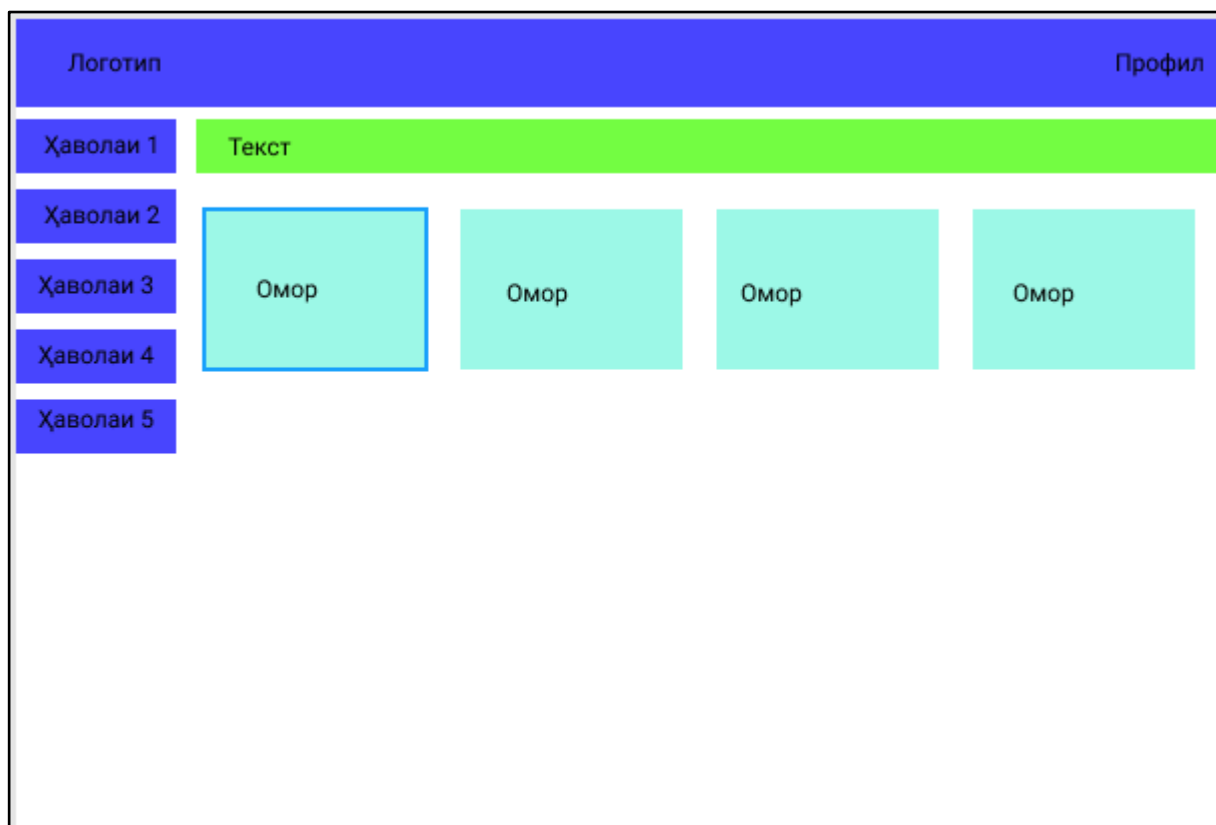 Логотип
Профил
Ҳаволаи 1
Текст
Ҳаволаи 2
Ҳаволаи 3
Ҳаволаи 4
Ҳаволаи 5
Омор
Омор
Омор
Омор